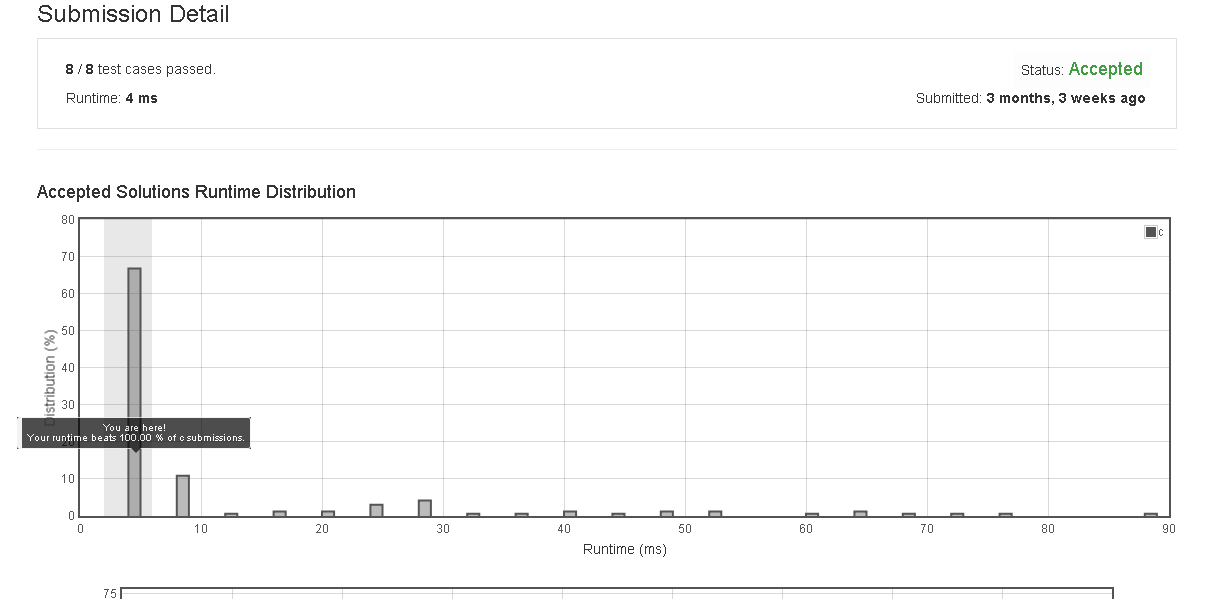 Submission Detail
8 / 8 test cases passed.
Status: Accepted
Runtime: 4 ms
Submitted: 3 months, 3 weeks ago
Accepted Solutions Runtime Distribution
80
c
70
60
50
40
30
20
10
0
Distribution (%)
You are here!
Your runtime beats 100.00 % of c submissions.
0 10 20 30 40 50 60 70 80 90
Runtime (ms)
75